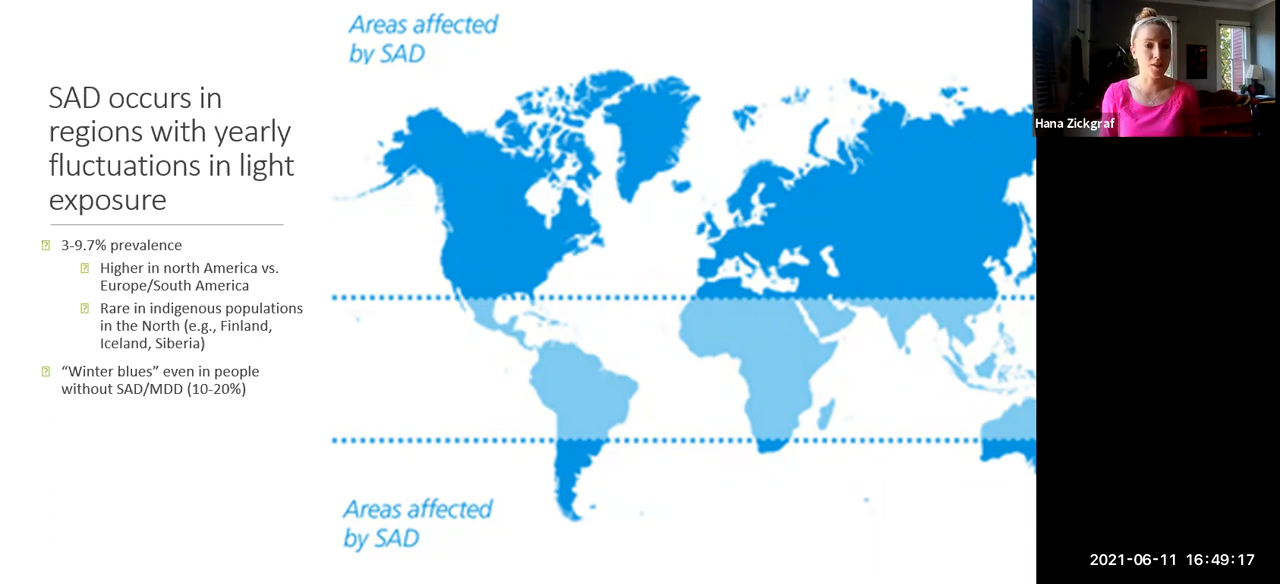 Areas affected
by SAD
SAD occurs in
regions with yearly
fluctuations in light
exposure
3-9.7% prevalence
Higher in north America vs.
Europe/South America
Rare in indigenous populations
in the North (e.g., Finland,
Iceland, Siberia)
“Winter blues” even in people
without SAD/MDD (10-20%)
Areas affected
by SAD
Hana Zickgraf
2021-06-11 16:49:17